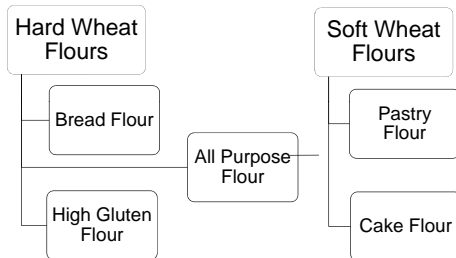 Hard Wheat
Flours
Soft Wheat
Flours
Bread Flour
Pastry
Flour
All Purpose
Flour
High Gluten
Flour
Cake Flour